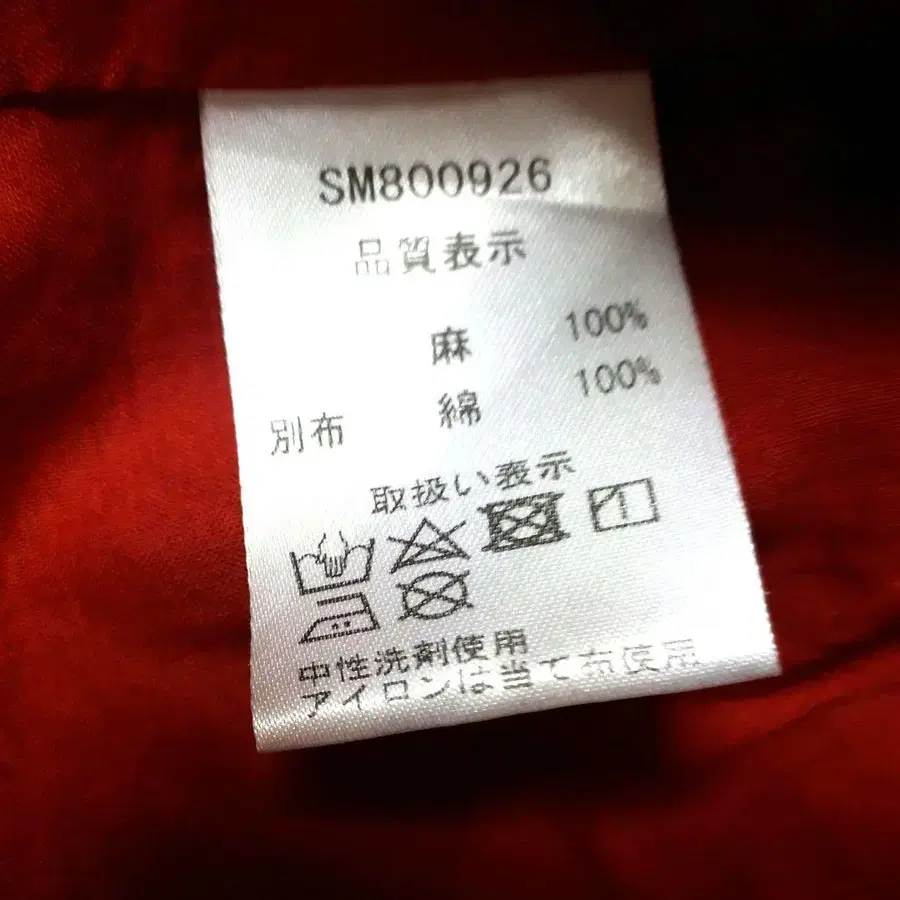 SM800926
品質表示
麻 100%
別布 綿 100%
取扱い表示
中性洗剤使用
アイロンは当て布使用